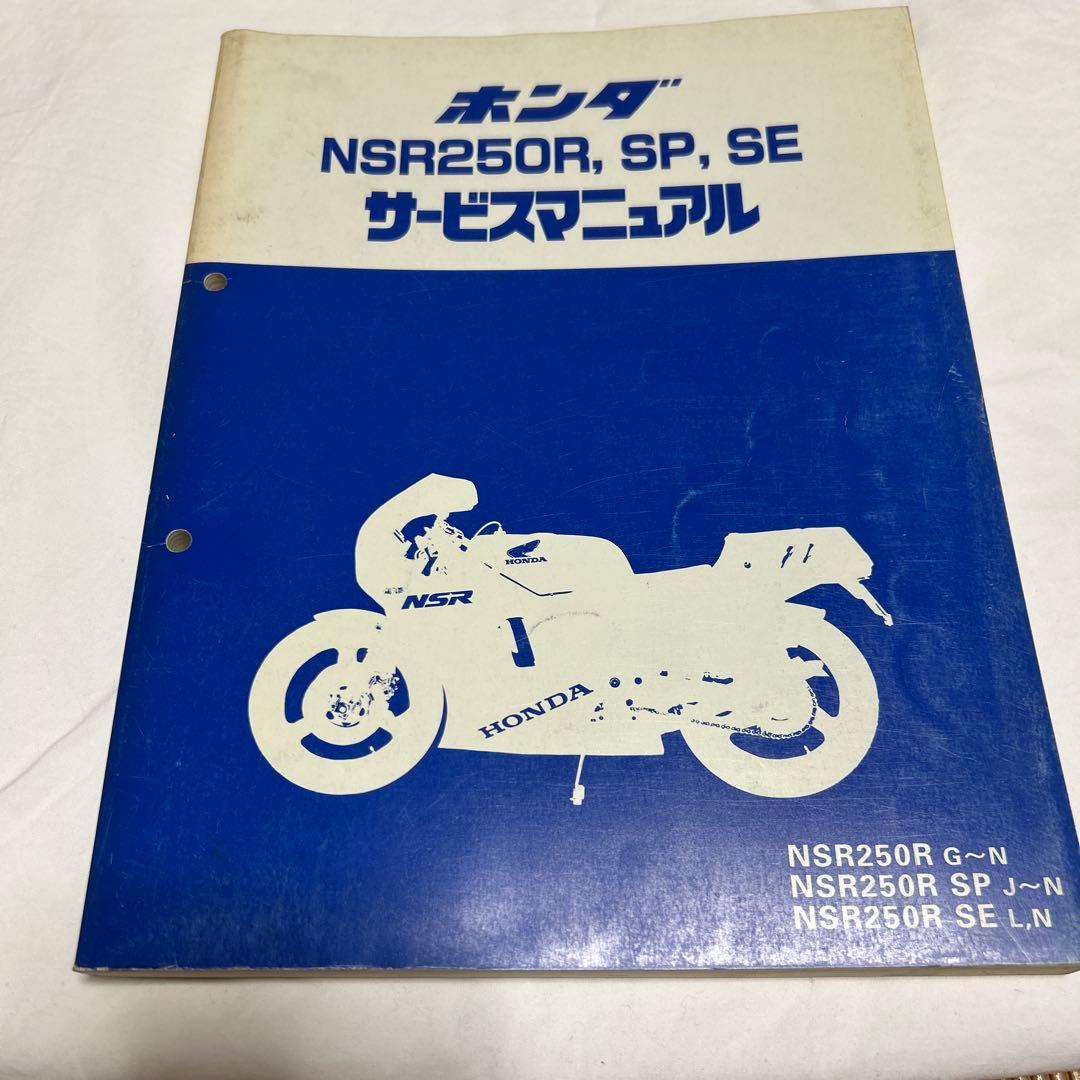 ホンダ
NSR250R, SP, SE
サービスマニュアル
HONDA
NSR
HONDA
NSR250R G〜N
NSR250R SP J〜N
NSR250R SE L,N